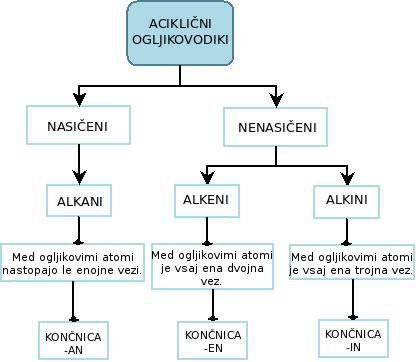 ACIKLIČNI
OGLJIKOVODIKI
NASIČENI
NENASIČENI
ALKANI
ALKENI
ALKINI
Med ogljikovimi atomi
nastopajo le enojne vezi.
Med ogljikovimi atomi
je vsaj ena dvojna
vez.
Med ogljikovimi atomi
je vsaj ena trojna vez.
KONČNICA
-AN
KONČNICA
-EN
KONČNICA
-IN